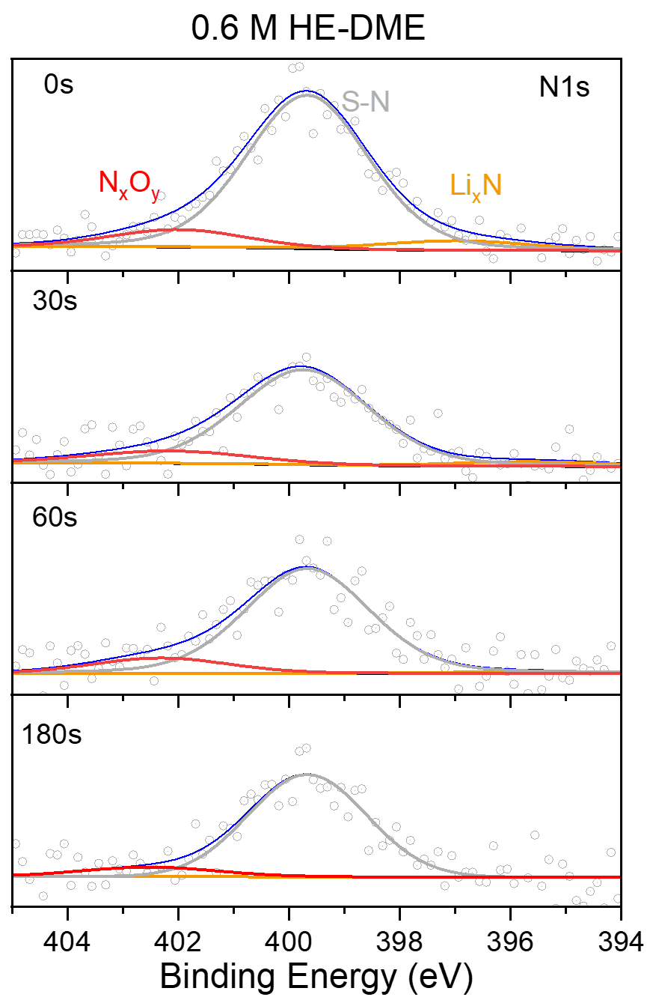 0.6 M HE-DME
0s
N1s
S-N
NxOy
LixN
30s
60s
180s
404 402 400 398 396 394
Binding Energy (eV)